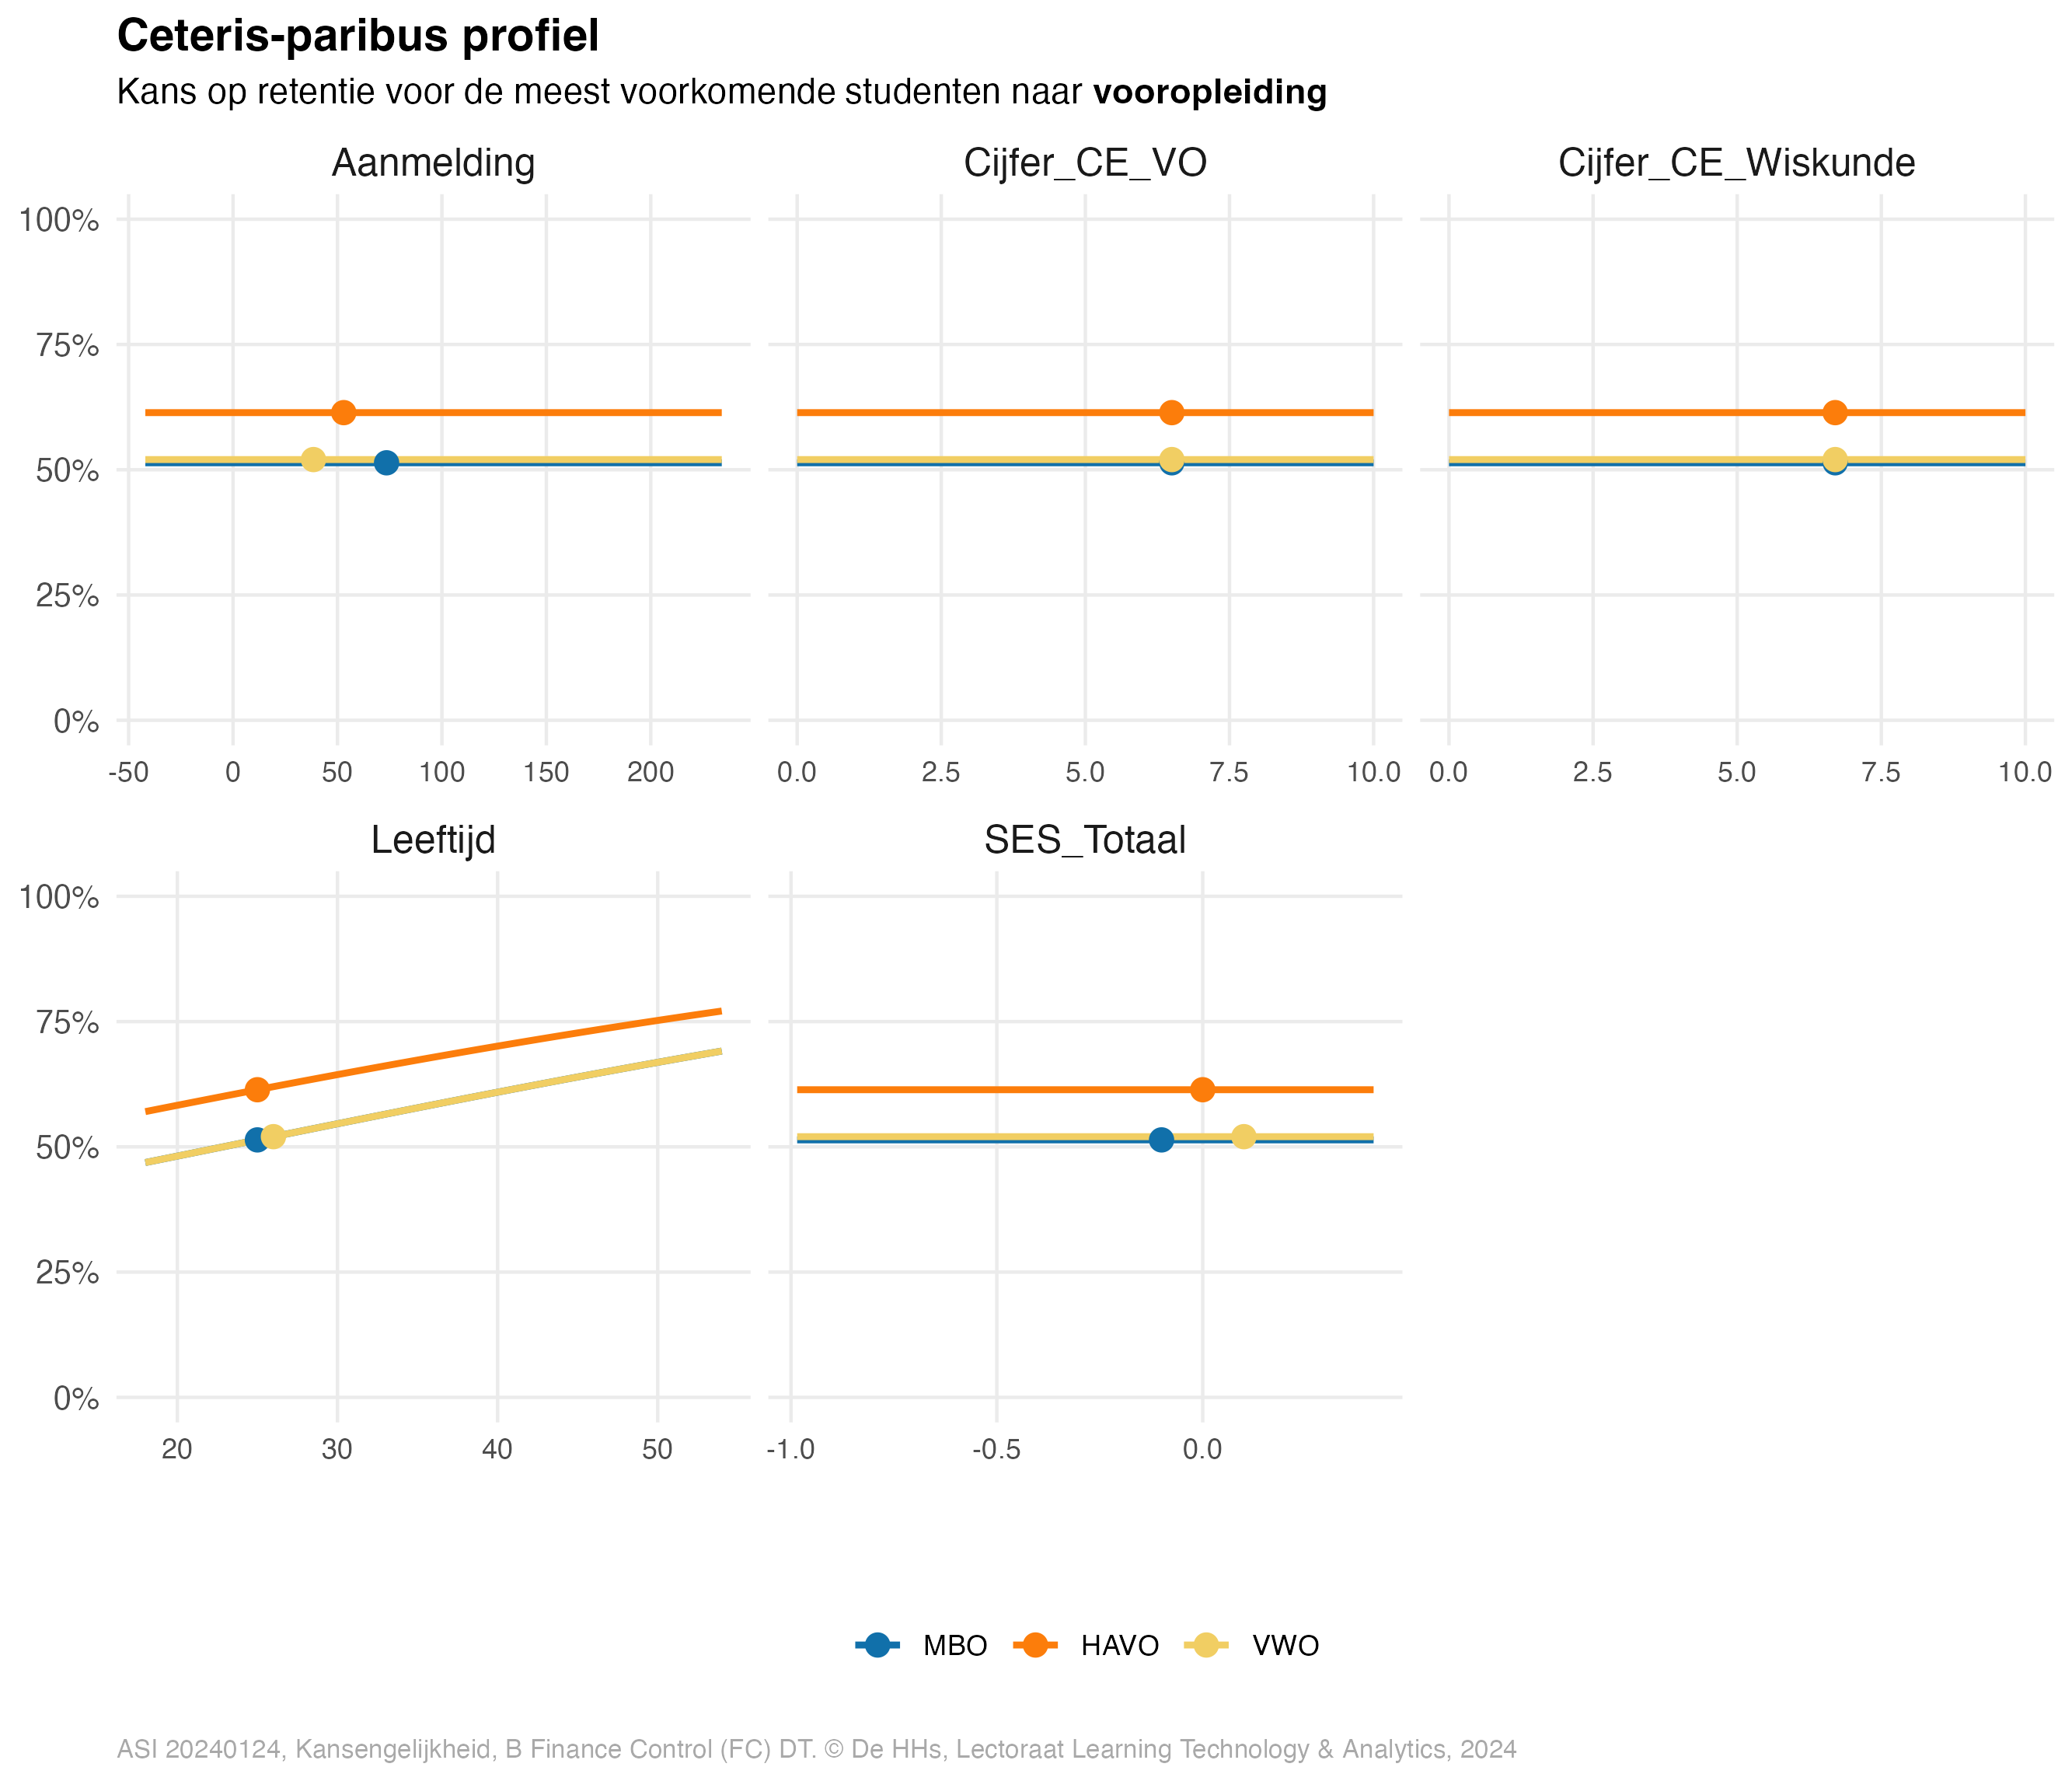 Ceteris-paribus profiel
Kans op retentie voor de meest voorkomende studenten naar vooropleiding
Aanmelding
Cijfer_CE_VO
Cijfer_CE_Wiskunde
100%
75%
50%
25%
0%
-50 0 50 100 150 200
0.0 2.5 5.0 7.5 10.0
0.0 2.5 5.0 7.5 10.0
Leeftijd
SES_Totaal
100%
75%
50%
25%
0%
20 30 40 50
-1.0 -0.5 0.0
MBO HAVO VWO
ASI 20240124, Kansengelijkheid, B Finance Control (FC) DT. © De HHs, Lectoraat Learning Technology & Analytics, 2024